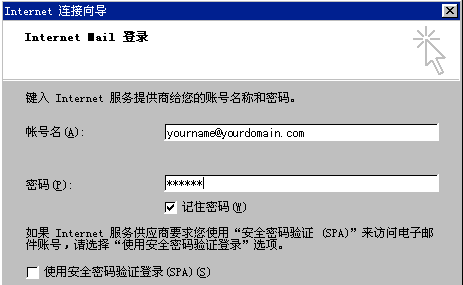 Internet 连接向导
Internet Mail 登录
键入 Internet 服务提供商给您的账号名称和密码。
帐号名(A):
yourname@yourdomain.com
密码(P):
******
记住密码(W)
如果 Internet 服务供应商要求您使用“安全密码验证 (SPA)”来访问电子邮
件账号，请选择“使用安全密码验证登录”选项。
使用安全密码验证登录(SPA)(S)